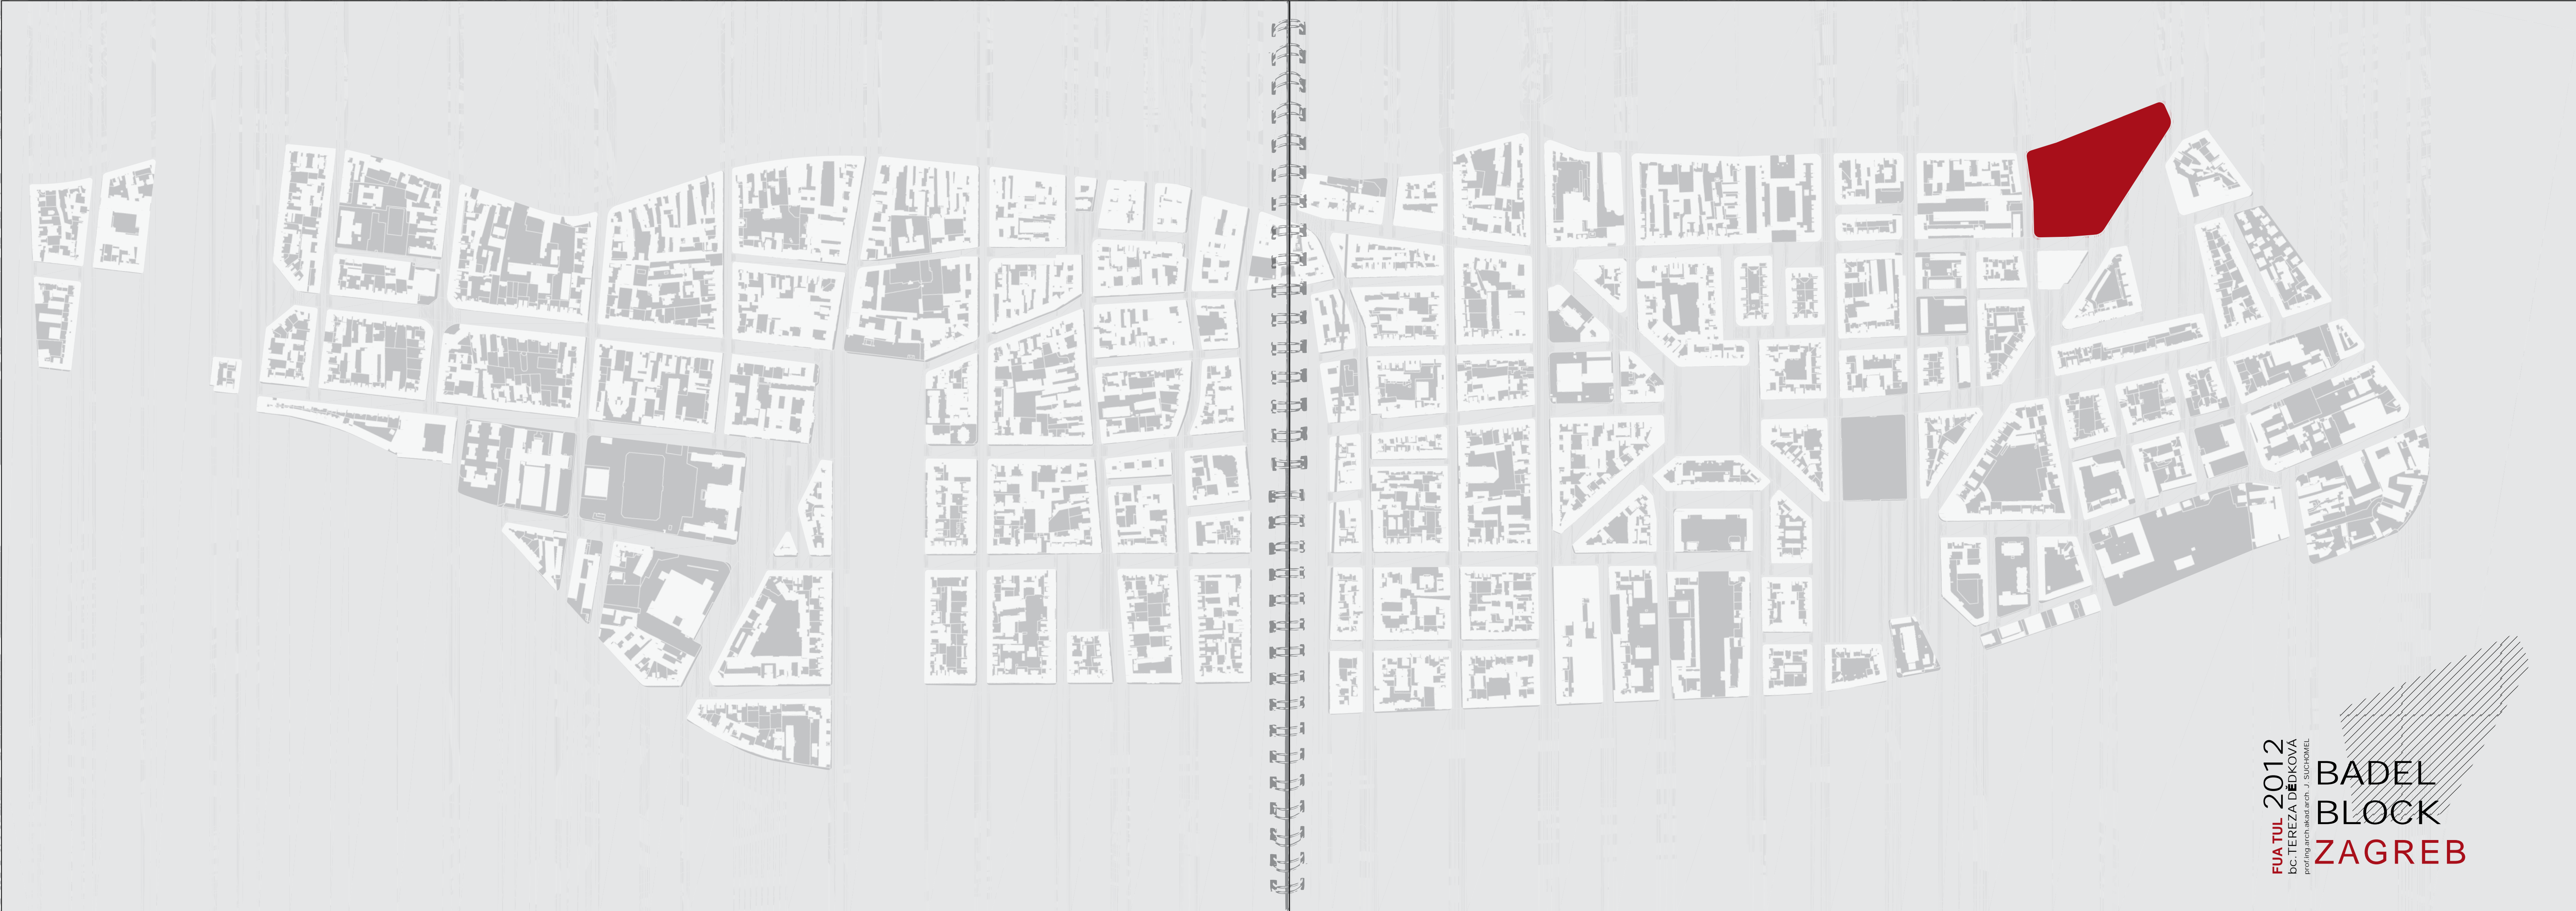 FUA TUL 2012
bc.TEREZA DĚDKOVÁ
prof.ing.arch.akad.arch. J. SUCHOMEL
BADEL
BLOCK
ZAGREB